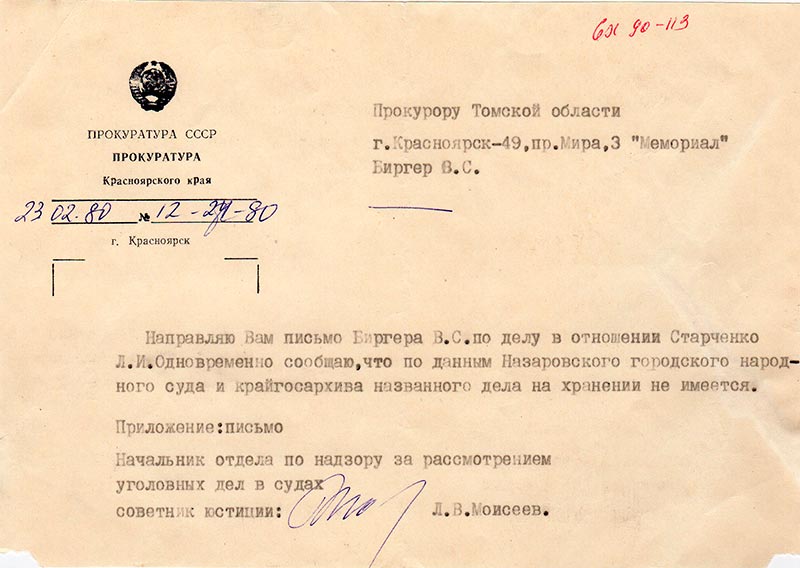 вх 90-113
ПРОКУРАТУРА СССР
ПРОКУРАТУРА
Красноярского края
23 02.90 № 12-241-90
г. Красноярск
Прокурору Томской области
г.Красноярск-49,пр.Мира,3 "Мемориал"
Биргер В.С.
Направляю Вам письмо Биргера В.С.по делу в отношении Старченко
Л.И.Одновременно сообщаю,что по данным Назаровского городского народ-
ного суда и крайгосархива названного дела на хранении не имеется.
Приложение:письмо
Начальник отдела по надзору за рассмотрением
уголовных дел в судах
советник юстиции:
Л.В.Моисеев.